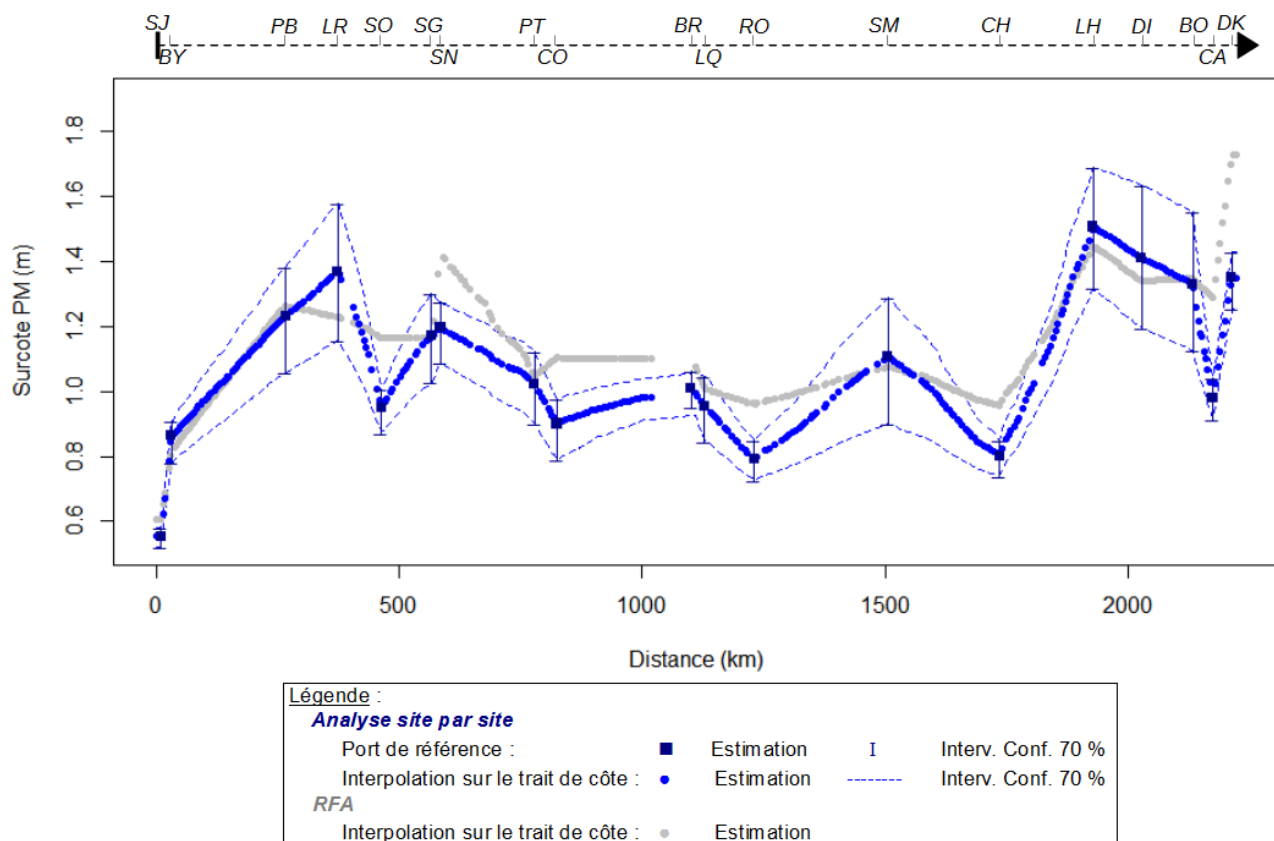 SJ PB LR SO SG PT BR RO SM CH LH DI BO DK
BY SN CO LQ CA
Surcote PM (m)
1.8
1.6
1.4
1.2
1.0
0.8
0.6
0 500 1000 1500 2000
Distance (km)
Légende :
Analyse site par site
Port de référence : Estimation I Interv. Conf. 70 %
Interpolation sur le trait de côte : Estimation Interv. Conf. 70 %
RFA
Interpolation sur le trait de côte : Estimation